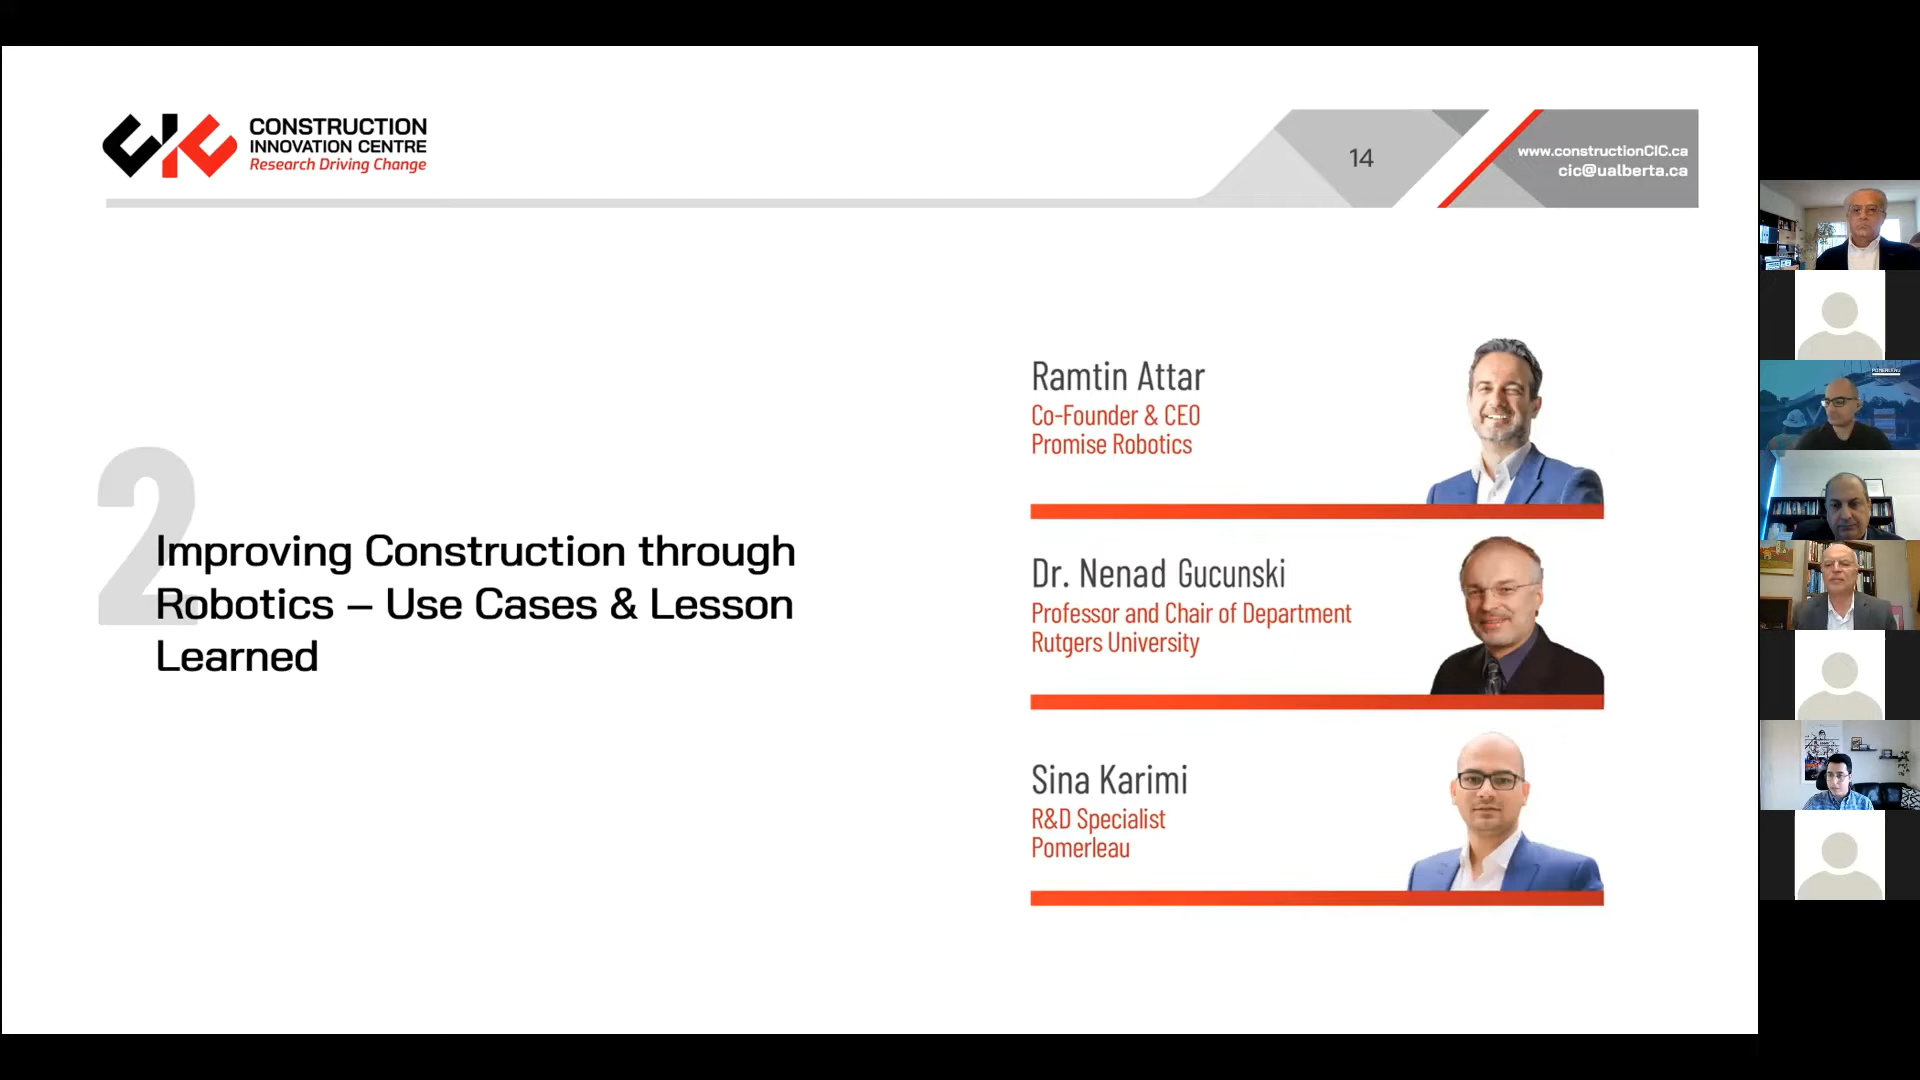 CIC
CONSTRUCTION
INNOVATION CENTRE
Research Driving Change
14
www.constructionCIC.ca
cic@ualberta.ca
2
Improving Construction through
Robotics – Use Cases & Lesson
Learned
Ramtin Attar
Co-Founder & CEO
Promise Robotics
Dr. Nenad Gucunski
Professor and Chair of Department
Rutgers University
Sina Karimi
R&D Specialist
Pomerleau
POMERLEAU